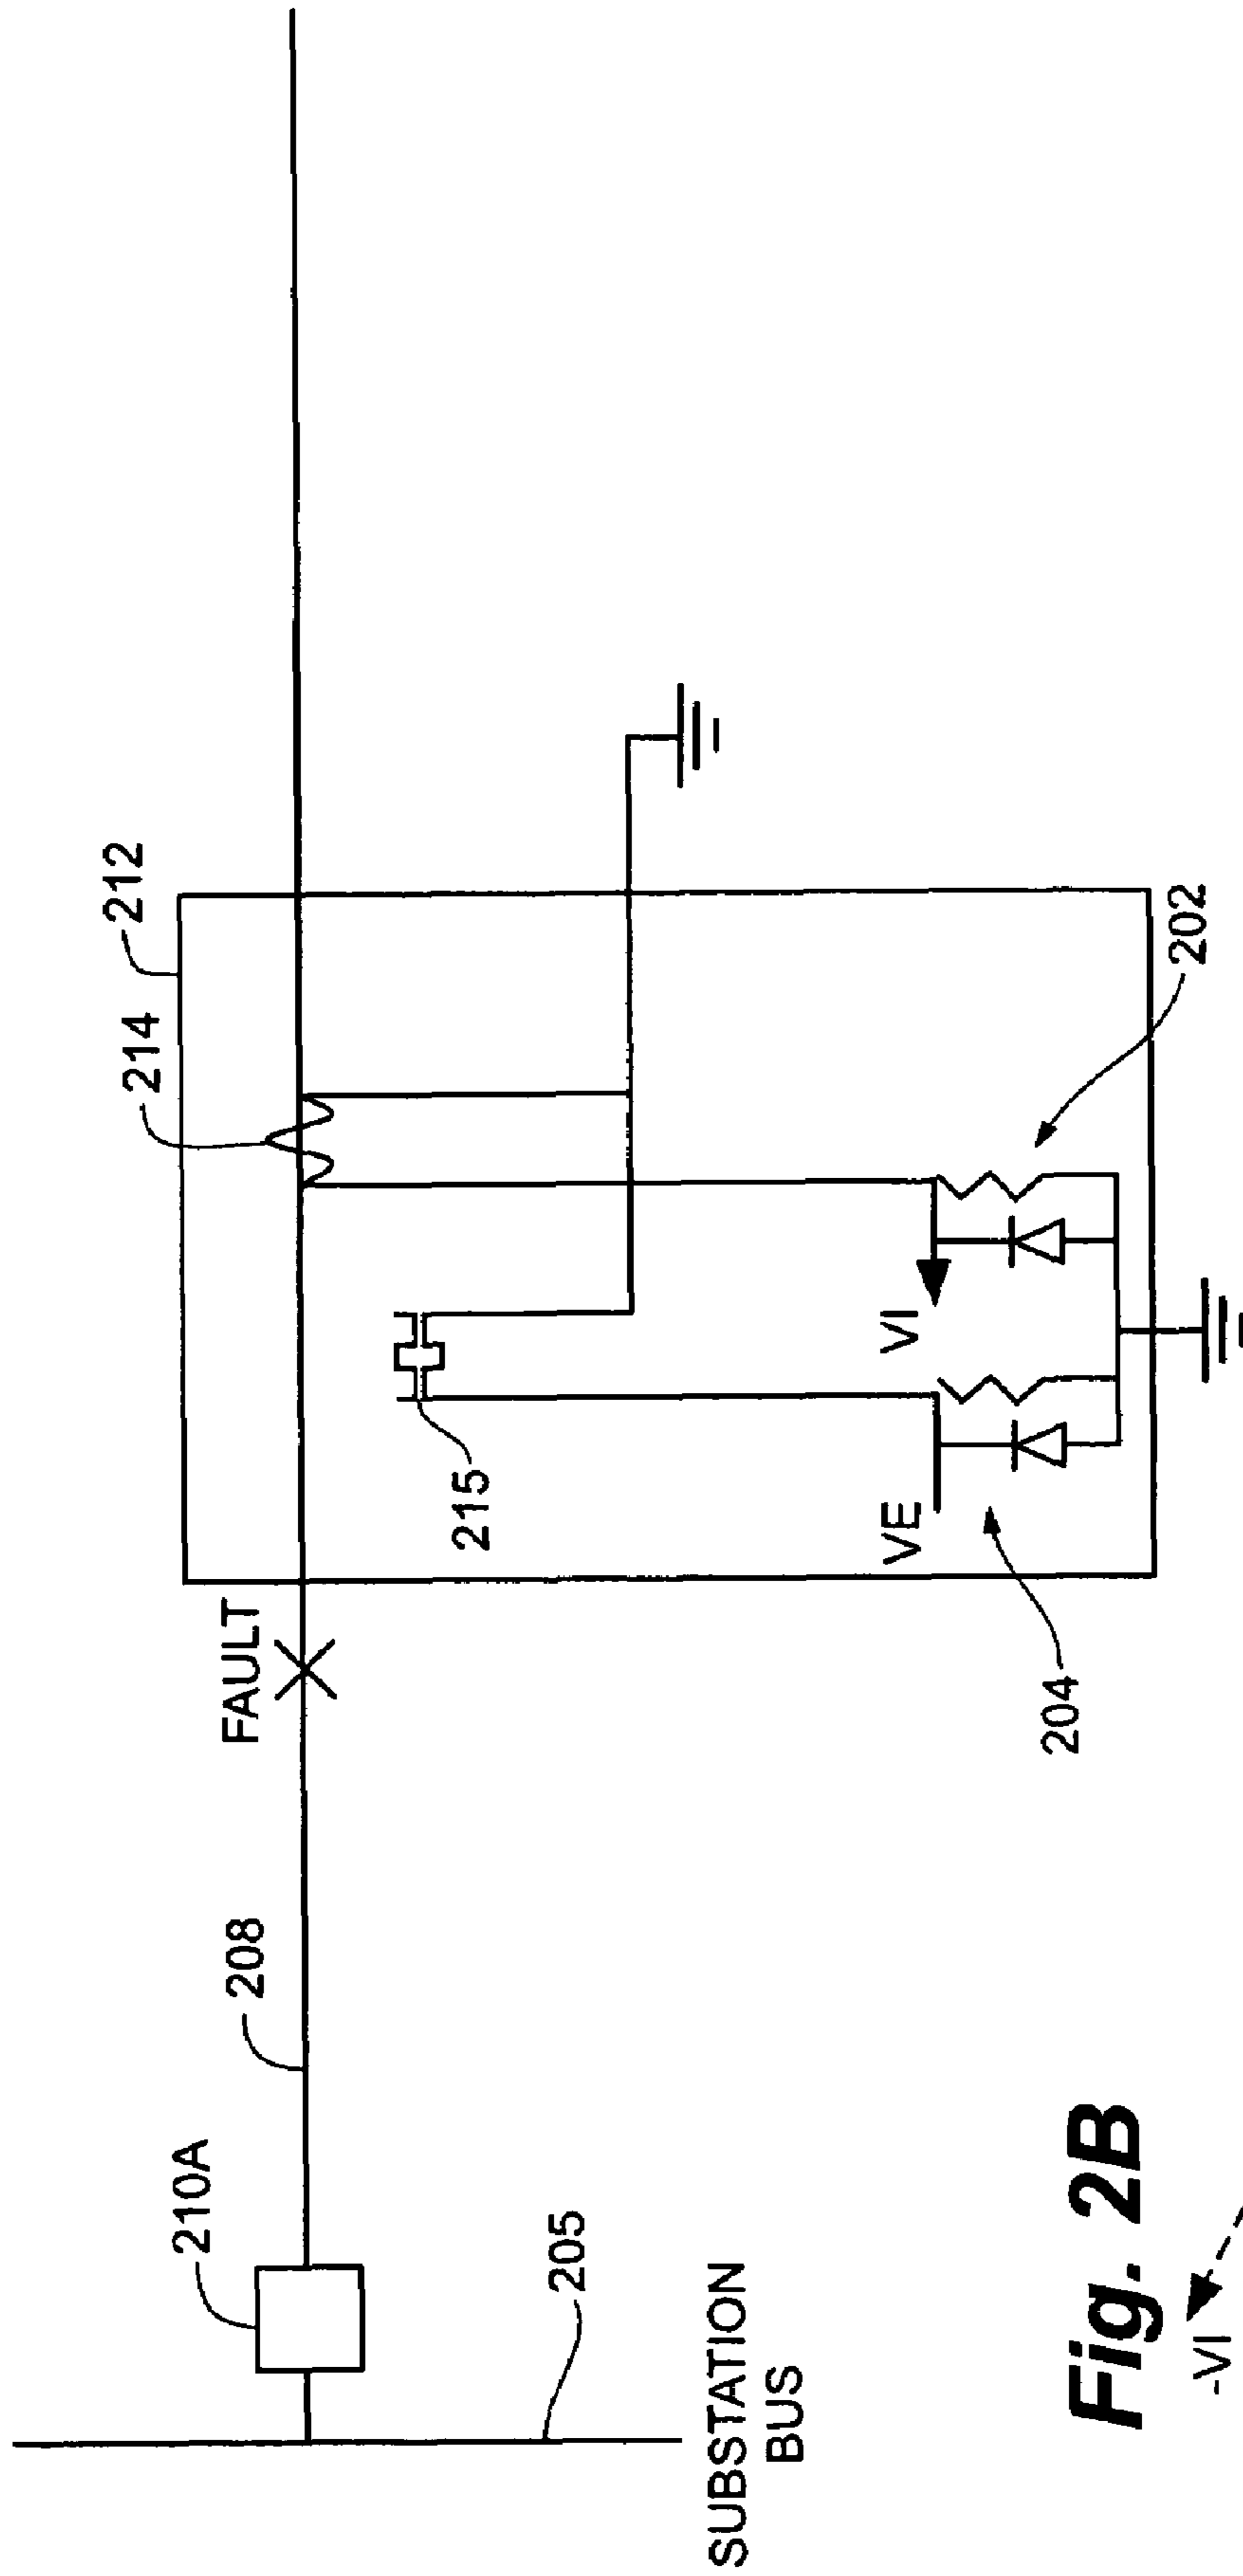 212
214
FAULT
208
210A
215
VI
VE
202
204
205
SUBSTATION
BUS
Fig. 2B
-VI